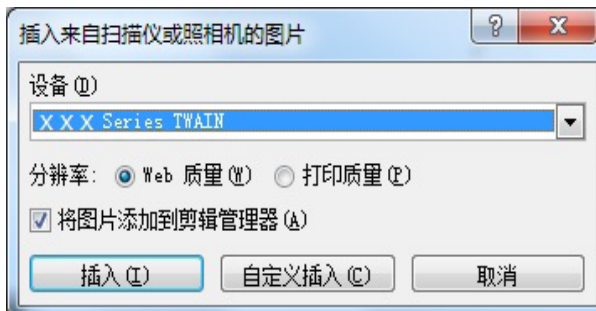 插入来自扫描仪或照相机的图片
设备(D)
XXX Series TWAIN
分辨率: Web 质量(W) 打印质量(P)
将图片添加到剪辑管理器(A)
插入(I) 自定义插入(C) 取消